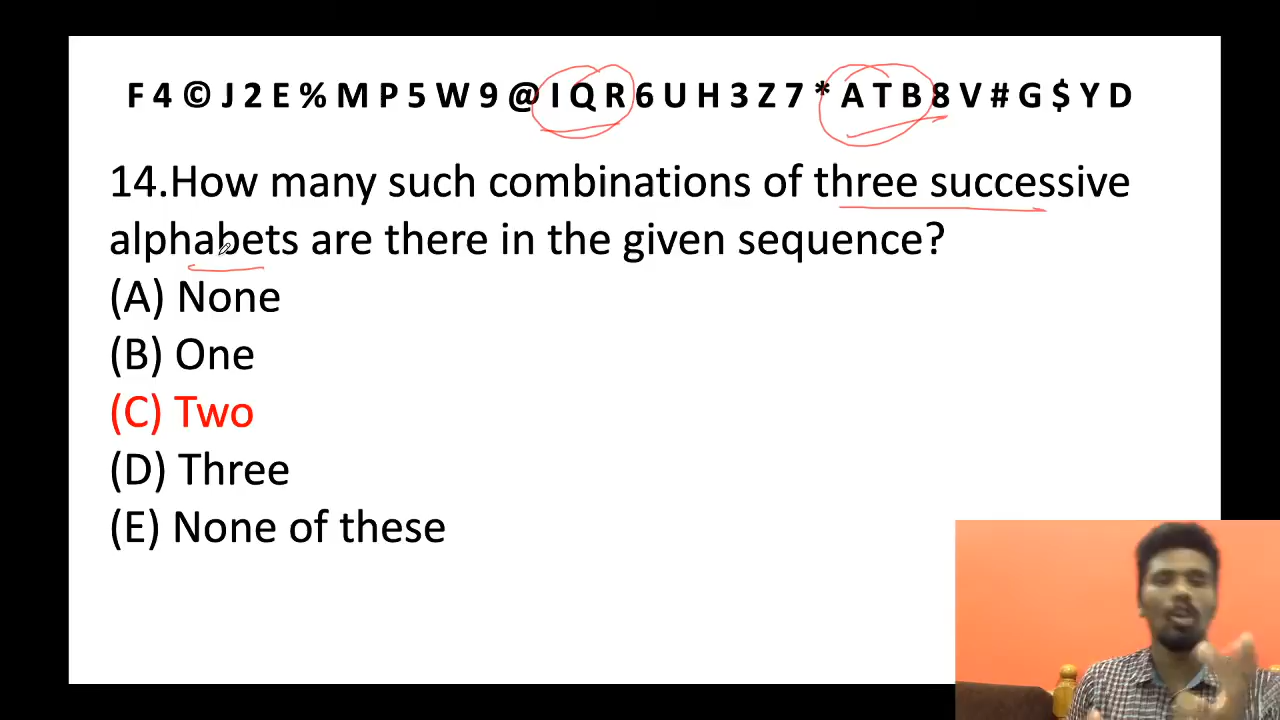 F 4 © J 2 E % M P 5 W 9 @ I Q R 6 U H 3 Z 7 * A T B 8 V # G $ Y D
14.How many such combinations of three successive
alphabets are there in the given sequence?
(A) None
(B) One
(C) Two
(D) Three
(E) None of these